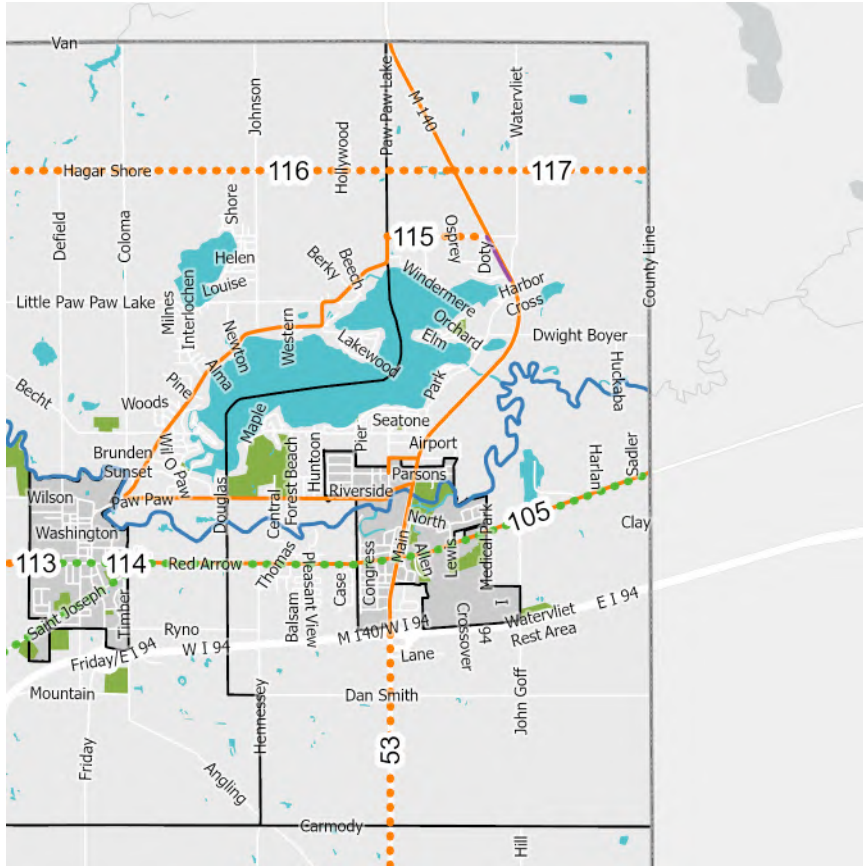 Van
Johnson
Hollywood
Paw Paw Lake
M 140
Watervliet
Hagar Shore
116
117
Defield
Coloma
Shore
Helen
Louise
Berky
Beech
115
Osprey
Doty
Windermere
Harbor
Cross
County Line
Little Paw Paw Lake
Milnes
Interlochen
Newton
Western
Lakewood
Orchard
Elm
Dwight Boyer
Huckaba
Alma
Pine
Park
Becht
Woods
Maple
Seatone
Pier
Airport
Brunden
Sunset
Wil O Paw
Huntoon
Parsons
Harlan
Sadler
Wilson
Paw Paw
Douglas
Central
Forest Beach
Riverside
North
105
Clay
Washington
113
114
Red Arrow
Thomas
Pleasant View
Congress
Main
Allen
Lewis
Medical Park
Case
Balsam
Saint Joseph
Timber
Ryno
M 140/W I 94
Crossover
I 94
Watervliet
Rest Area
E I 94
Friday/E I 94
W I 94
Lane
Mountain
Hennessey
Dan Smith
John Goff
53
Friday
Angling
Carmody
Hill